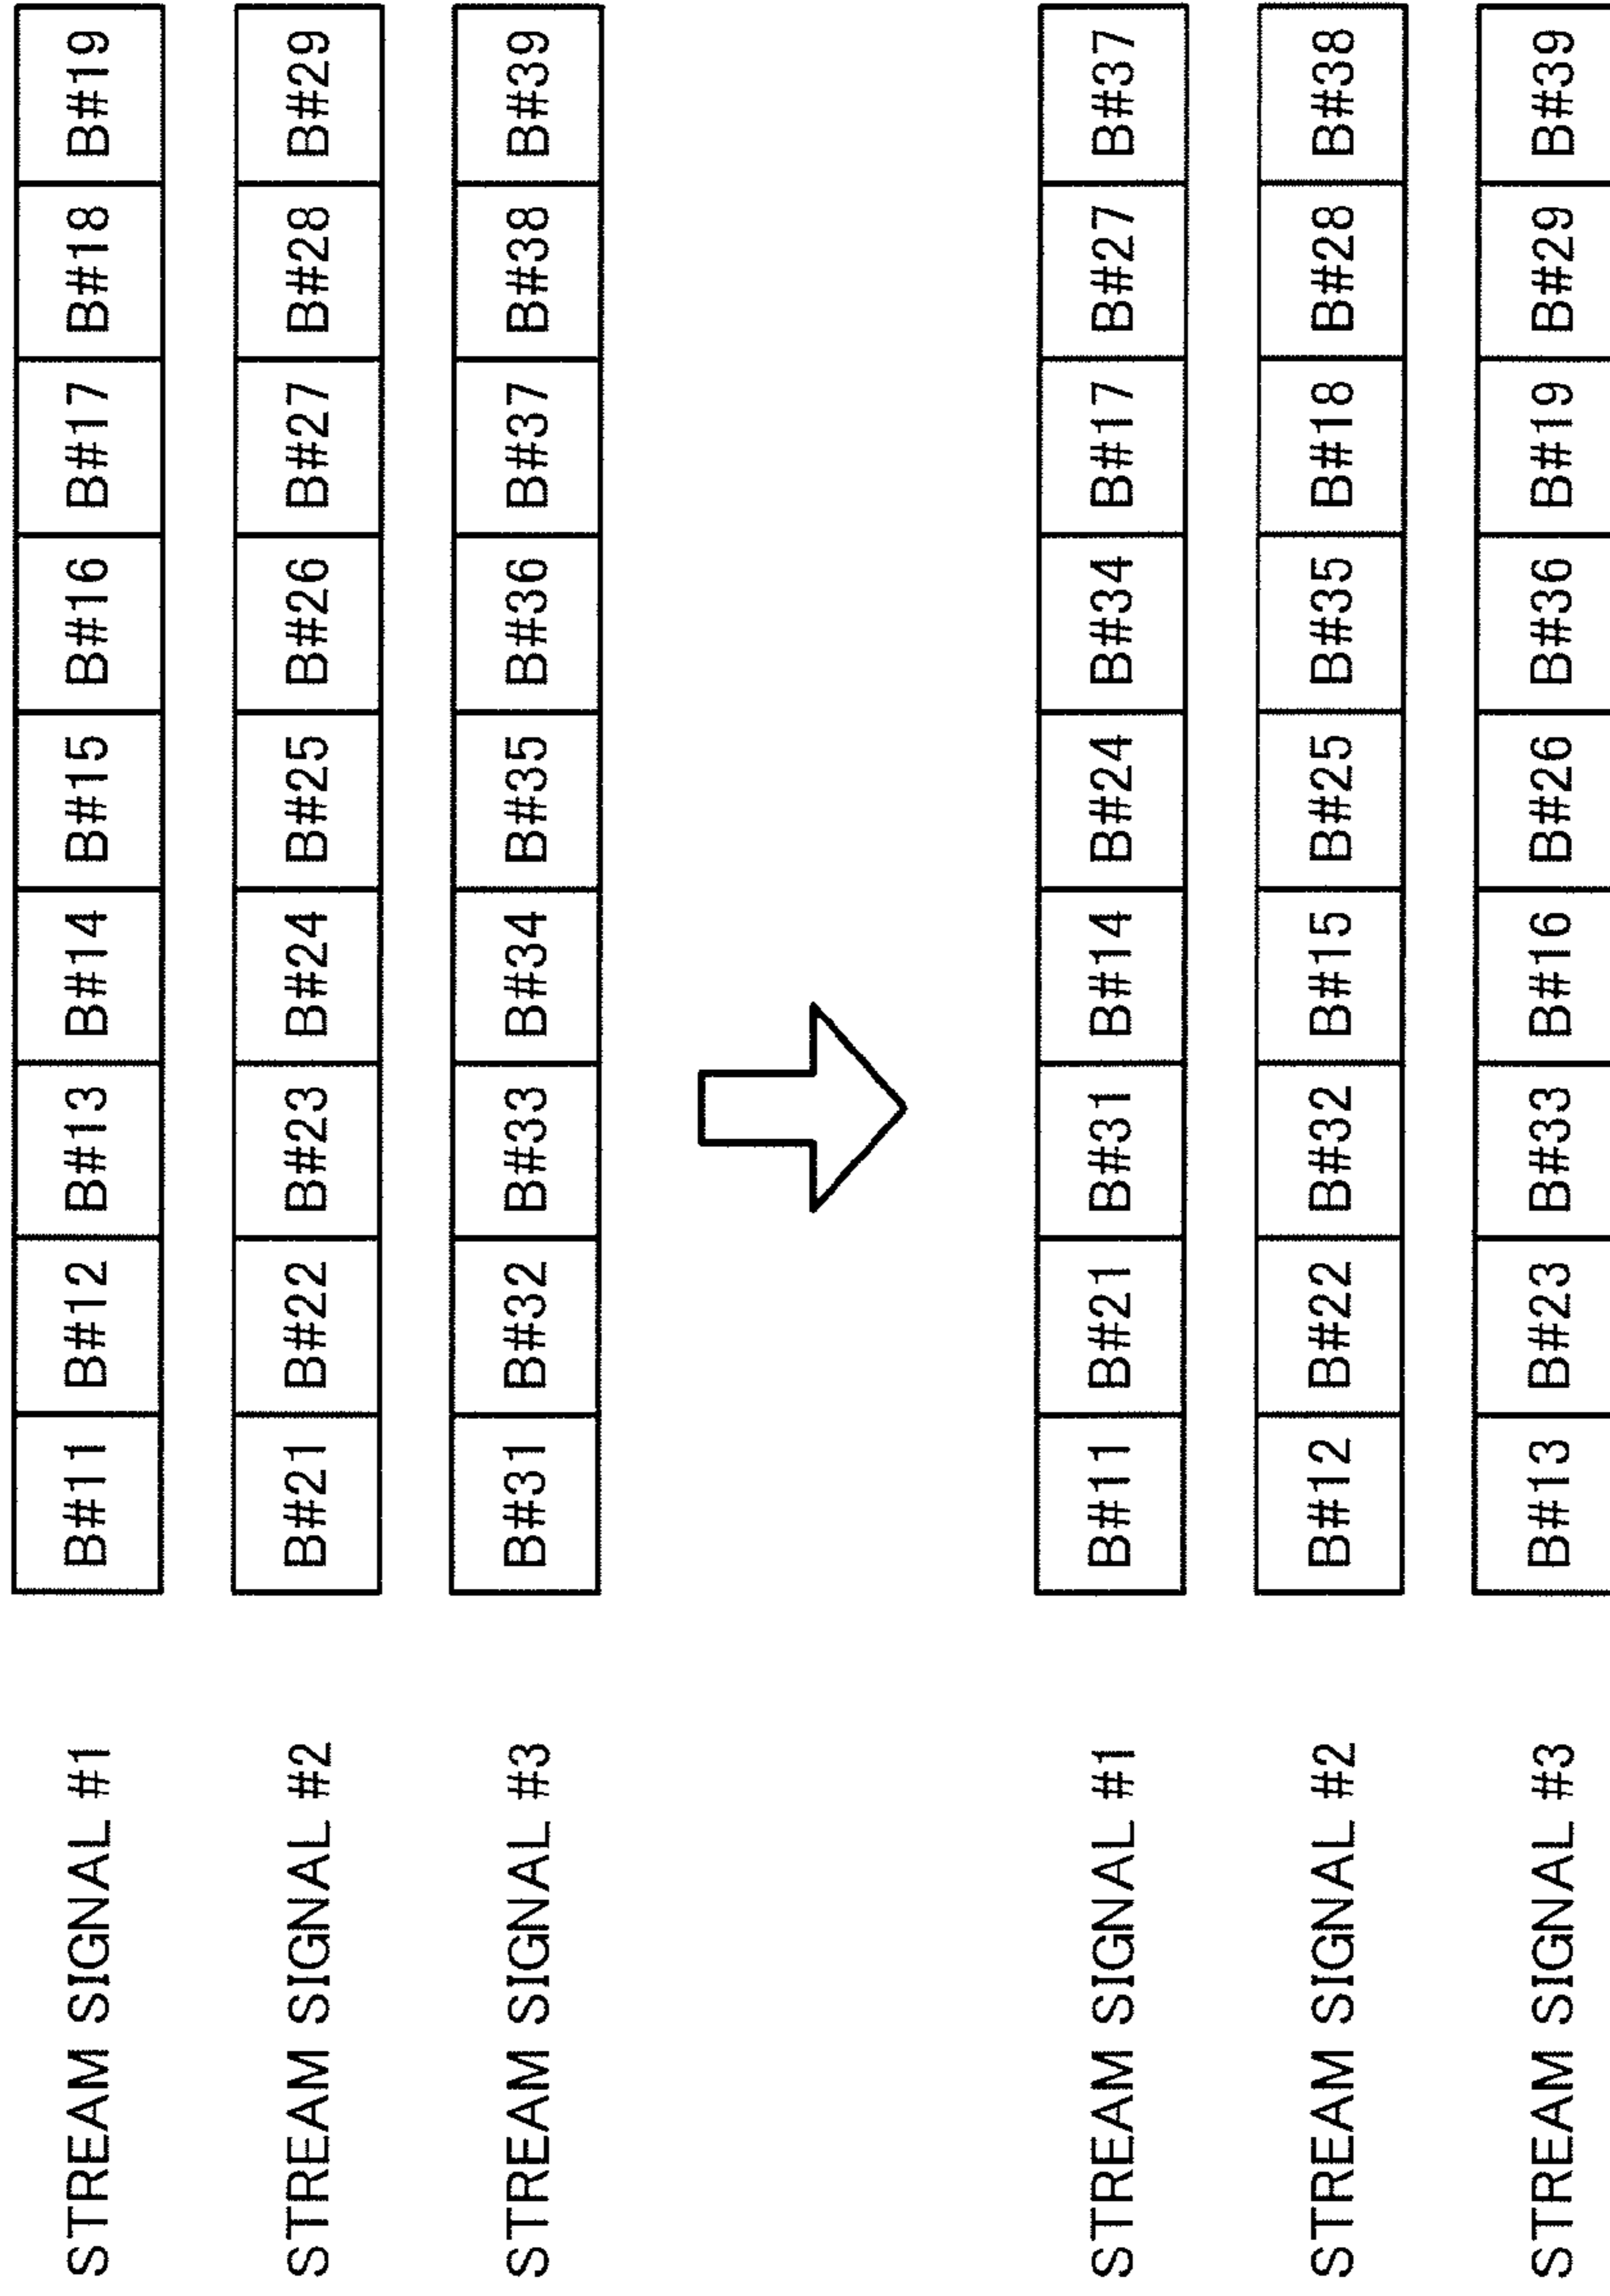 STREAM SIGNAL #1 B#11 B#12 B#13 B#14 B#15 B#16 B#17 B#18 B#19
STREAM SIGNAL #2 B#21 B#22 B#23 B#24 B#25 B#26 B#27 B#28 B#29
STREAM SIGNAL #3 B#31 B#32 B#33 B#34 B#35 B#36 B#37 B#38 B#39
STREAM SIGNAL #1 B#11 B#21 B#31 B#14 B#24 B#34 B#17 B#27 B#37
STREAM SIGNAL #2 B#12 B#22 B#32 B#15 B#25 B#35 B#18 B#28 B#38
STREAM SIGNAL #3 B#13 B#23 B#33 B#16 B#26 B#36 B#19 B#29 B#39